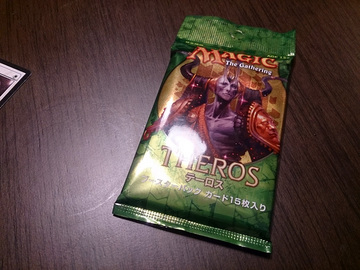 MAGIC
The Gathering
THEROS
テーロス
ブースターパック カード15枚入り